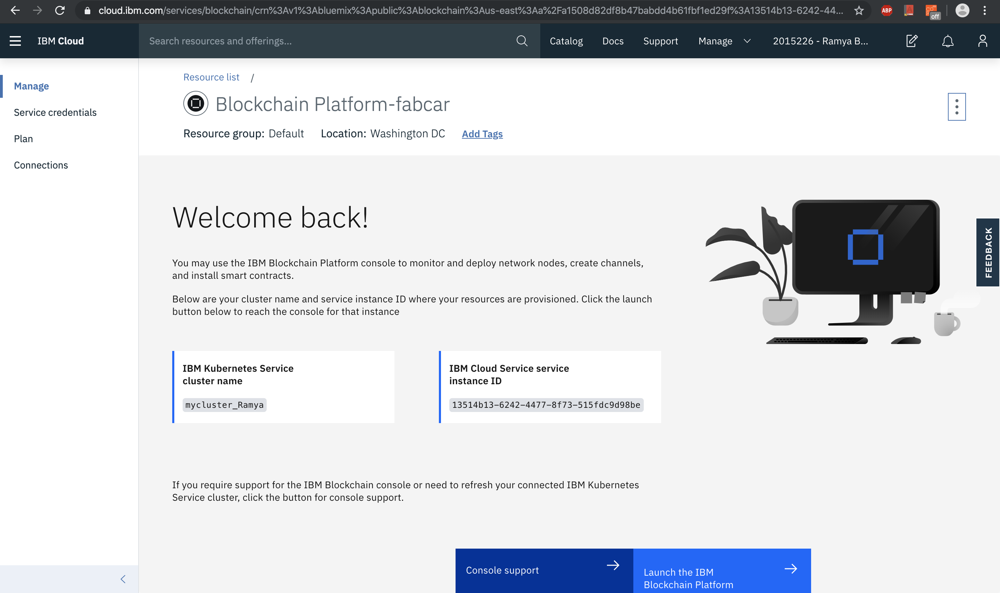 cloud.ibm.com/services/blockchain/crn%3Av1%3Abluemix%3Apublic%3Ablockchain%3Aus-east%3Aa%2Fa1508d82df8b47babdd4b61fbf1ed29f%3A13514b13-6242-44...
ABP
off
IBM Cloud
Search resources and offerings...
Catalog
Docs
Support
Manage
2015226 - Ramya B...
Manage
Service credentials
Plan
Connections
Resource list /
Blockchain Platform-fabcar
Resource group: Default Location: Washington DC Add Tags
Welcome back!
You may use the IBM Blockchain Platform console to monitor and deploy network nodes, create channels,
and install smart contracts.
Below are your cluster name and service instance ID where your resources are provisioned. Click the launch
button below to reach the console for that instance
FEEDBACK
IBM Kubernetes Service
cluster name
mycluster_Ramya
IBM Cloud Service service
instance ID
13514b13-6242-4477-8f73-515fdc9d98be
If you require support for the IBM Blockchain console or need to refresh your connected IBM Kubernetes
Service cluster, click the button for console support.
Console support
Launch the IBM
Blockchain Platform